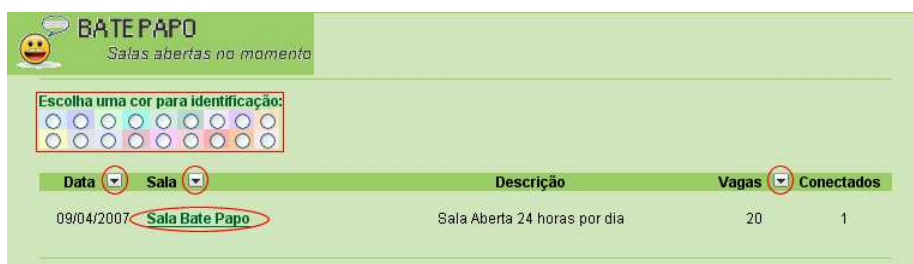 BATE PAPO
Salas abertas no momento
Escolha uma cor para identificação:
Data Sala Descrição Vagas Conectados
09/04/2007 Sala Bate Papo Sala Aberta 24 horas por dia 20 1